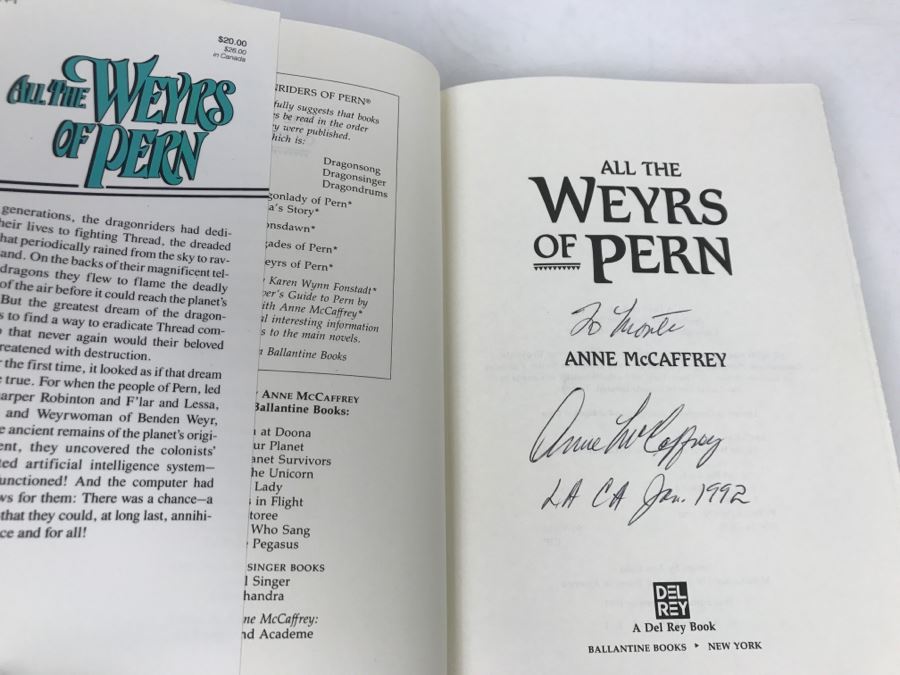 $20.00
$26.00
in Canada
ALL THE WEYRS
OF PERN
generations, the dragonriders had dedi-
heir lives to fighting Thread, the dreaded
hat periodically rained from the sky to rav-
and. On the backs of their magnificent tel-
dragons they flew to flame the deadly
of the air before it could reach the planet's
But the greatest dream of the dragon-
s to find a way to eradicate Thread com-
that never again would their beloved
reatened with destruction.
the first time, it looked as if that dream
true. For when the people of Pern, led
arper Robinton and F'lar and Lessa,
and Weyrwoman of Benden Weyr,
e ancient remains of the planet's origi-
ent, they uncovered the colonists'
ted artificial intelligence system—
unctioned! And the computer had
ws for them: There was a chance—a
that they could, at long last, annihi-
ce and for all!
NRIDERS OF PERN®
fully suggests that books
es be read in the order
ey were published.
hich is:
Dragonsong
Dragonsinger
Dragondrums
gonlady of Pern*
a's Story*
onsdawn*
gades of Pern*
eyrs of Pern*
Karen Wynn Fonstadt*
per's Guide to Pern by
ith Anne McCaffrey*
al interesting information
s to the main novels.
a Ballantine Books
ANNE MCCAFFREY
Ballantine Books:
n at Doona
our Planet
anet Survivors
he Unicorn
Lady
s in Flight
toree
Who Sang
e Pegasus
SINGER BOOKS
l Singer
handra
ne McCaffrey:
nd Academe
ALL THE
WEYRS
OF PERN
To Monte
ANNE McCAFFREY
Anne McCaffrey
LA CA Jan. 1992
DEL
REY
A Del Rey Book
BALLANTINE BOOKS ▸ NEW YORK